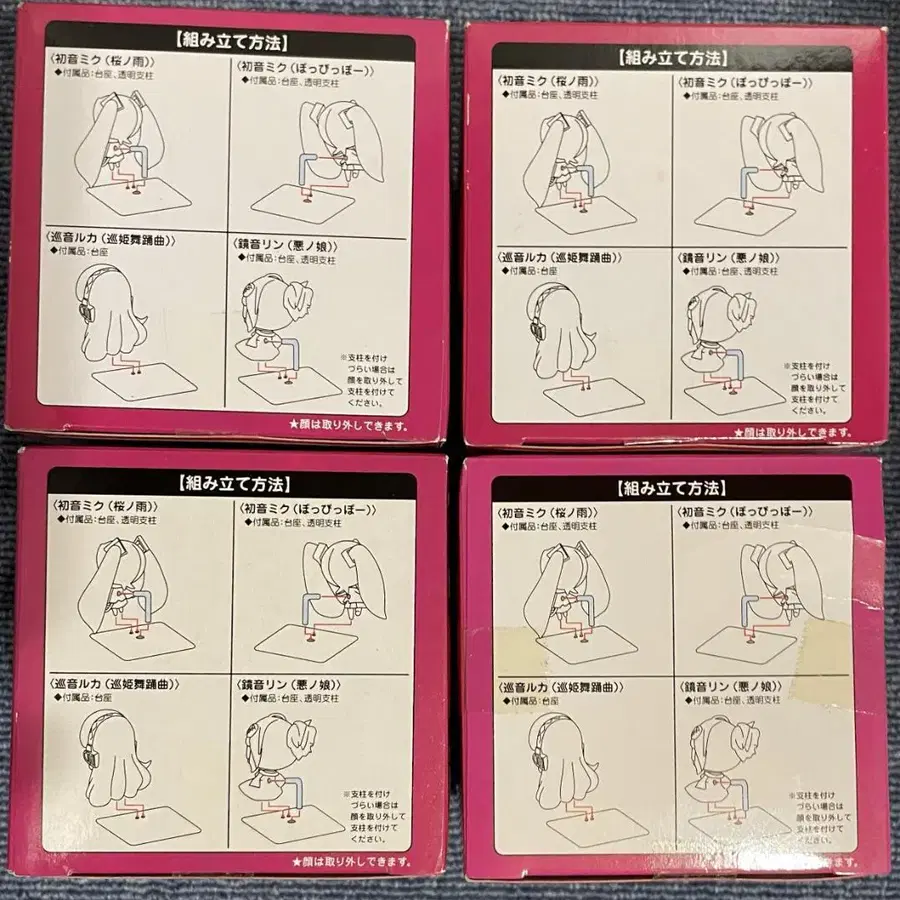 【組み立て方法】
〈初音ミク(桜ノ雨)〉
◆付属品:台座、透明支柱
〈初音ミク(ぽっぴっぽー)〉
◆付属品:台座、透明支柱
〈巡音ルカ(巡姫舞踊曲)〉
◆付属品:台座
〈鏡音リン(悪ノ娘)〉
◆付属品:台座、透明支柱
※支柱を付け
づらい場合は
顔を取り外して
支柱を付けて
ください。
★顔は取り外しできます。
【組み立て方法】
〈初音ミク(桜ノ雨)〉
◆付属品:台座、透明支柱
〈初音ミク(ぽっぴっぽー)〉
◆付属品:台座、透明支柱
〈巡音ルカ(巡姫舞踊曲)〉
◆付属品:台座
〈鏡音リン(悪ノ娘)〉
◆付属品:台座、透明支柱
※支柱を付け
づらい場合は
顔を取り外して
支柱を付けて
ください。
★顔は取り外しできます。
【組み立て方法】
〈初音ミク(桜ノ雨)〉
◆付属品:台座、透明支柱
〈初音ミク(ぽっぴっぽー)〉
◆付属品:台座、透明支柱
〈巡音ルカ(巡姫舞踊曲)〉
◆付属品:台座
〈鏡音リン(悪ノ娘)〉
◆付属品:台座、透明支柱
※支柱を付け
づらい場合は
顔を取り外して
支柱を付けて
ください。
★顔は取り外しできます。
【組み立て方法】
〈初音ミク(桜ノ雨)〉
◆付属品:台座、透明支柱
〈初音ミク(ぽっぴっぽー)〉
◆付属品:台座、透明支柱
〈巡音ルカ(巡姫舞踊曲)〉
◆付属品:台座
〈鏡音リン(悪ノ娘)〉
◆付属品:台座、透明支柱
※支柱を付け
づらい場合は
顔を取り外して
支柱を付けて
ください。
★顔は取り外しできます。